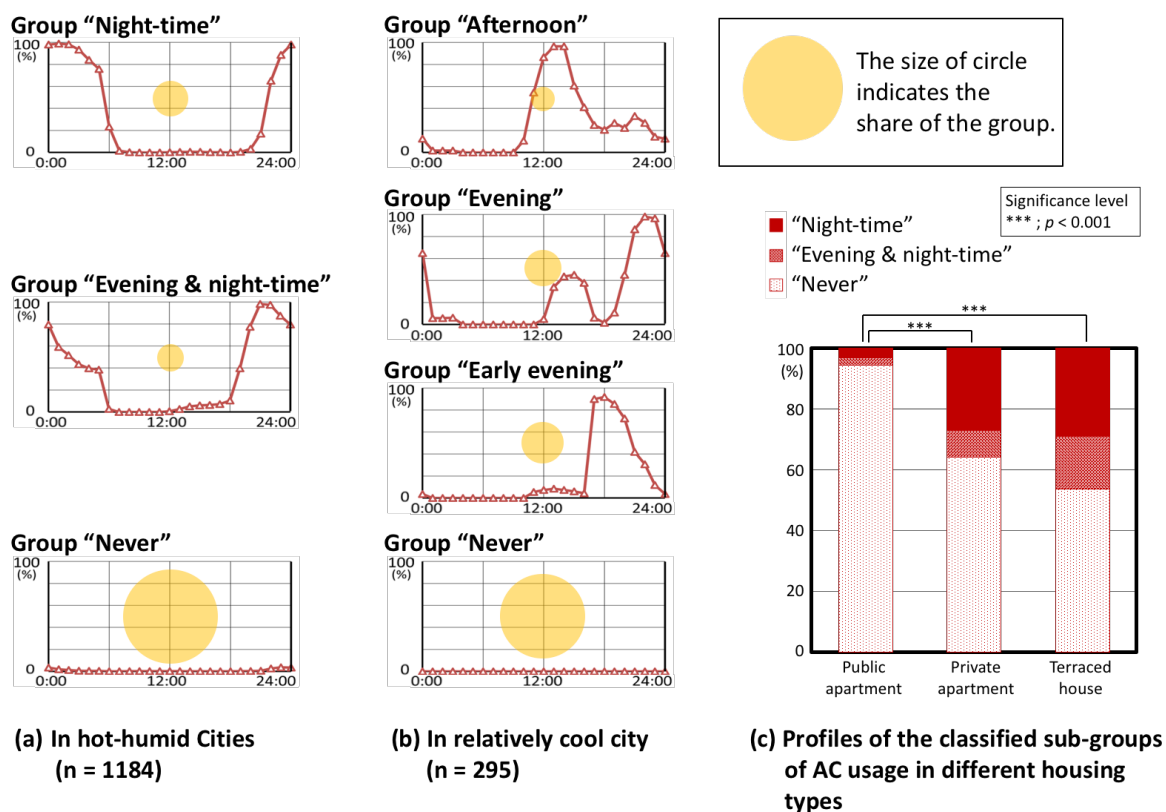 Group “Night-time”
100
(%)
0
0:00
12:00
24:00
Group “Evening & night-time”
100
(%)
0
0:00
12:00
24:00
Group “Never”
100
(%)
0
0:00
12:00
24:00
(a) In hot-humid Cities
(n = 1184)
Group “Afternoon”
100
(%)
0
0:00
12:00
24:00
Group “Evening”
100
(%)
0
0:00
12:00
24:00
Group “Early evening”
100
(%)
0
0:00
12:00
24:00
Group “Never”
100
(%)
0
0:00
12:00
24:00
(b) In relatively cool city
(n = 295)
The size of circle
indicates the
share of the group.
Significance level
*** ; p < 0.001
“Night-time”
“Evening & night-time”
“Never”
***
***
100
(%)
80
60
40
20
0
Public
apartment
Private
apartment
Terraced
house
(c) Profiles of the classified sub-groups
of AC usage in different housing
types